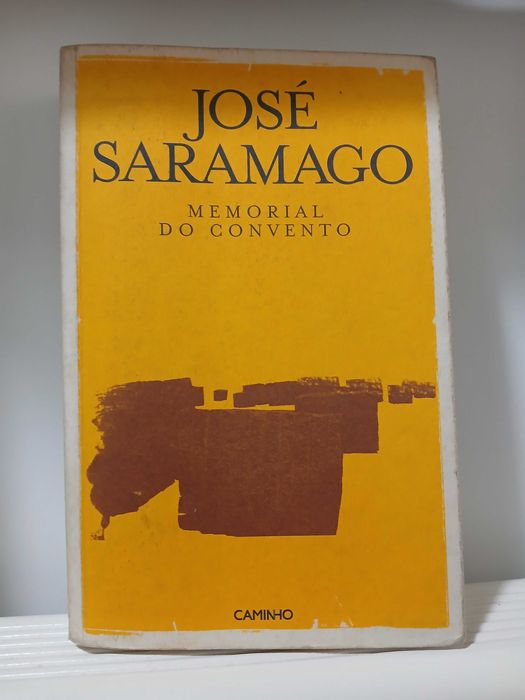 JOSÉ
SARAMAGO
MEMORIAL
DO CONVENTO
CAMINHO